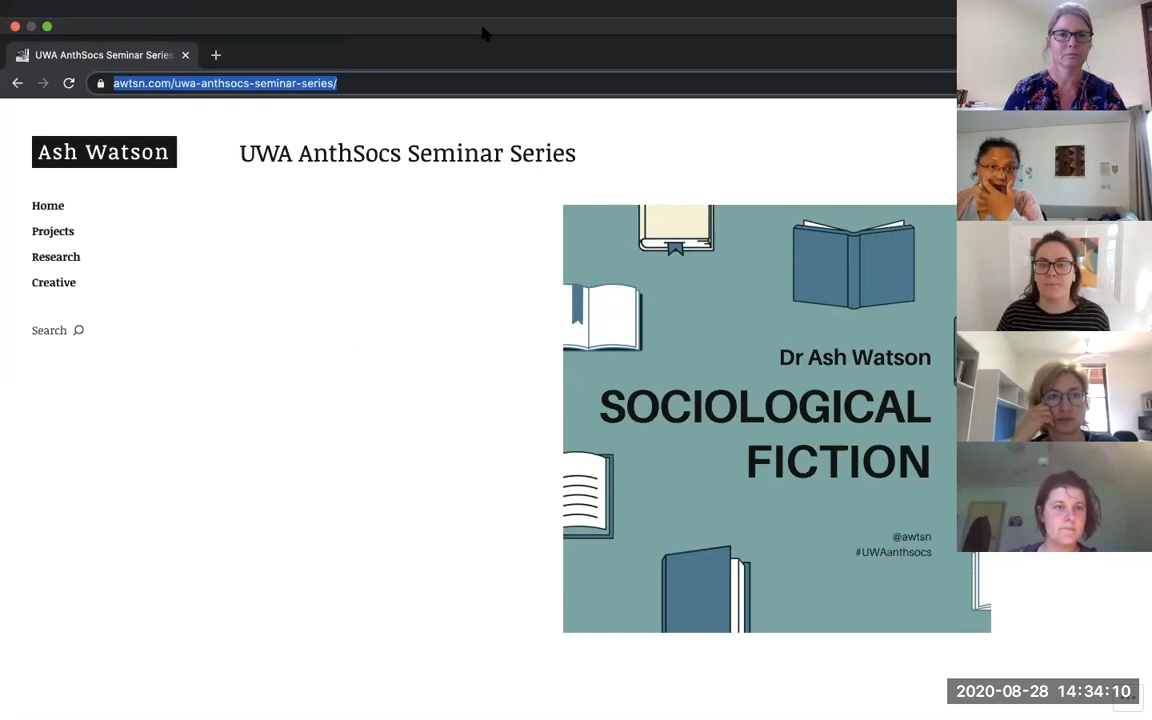 UWA AnthSocs Seminar Series
awtsn.com/uwa-anthsocs-seminar-series/
Ash Watson
UWA AnthSocs Seminar Series
Home
Projects
Research
Creative
Search
Dr Ash Watson
SOCIOLOGICAL
FICTION
@awtsn
#UWAanthsocs
2020-08-28 14:34:10